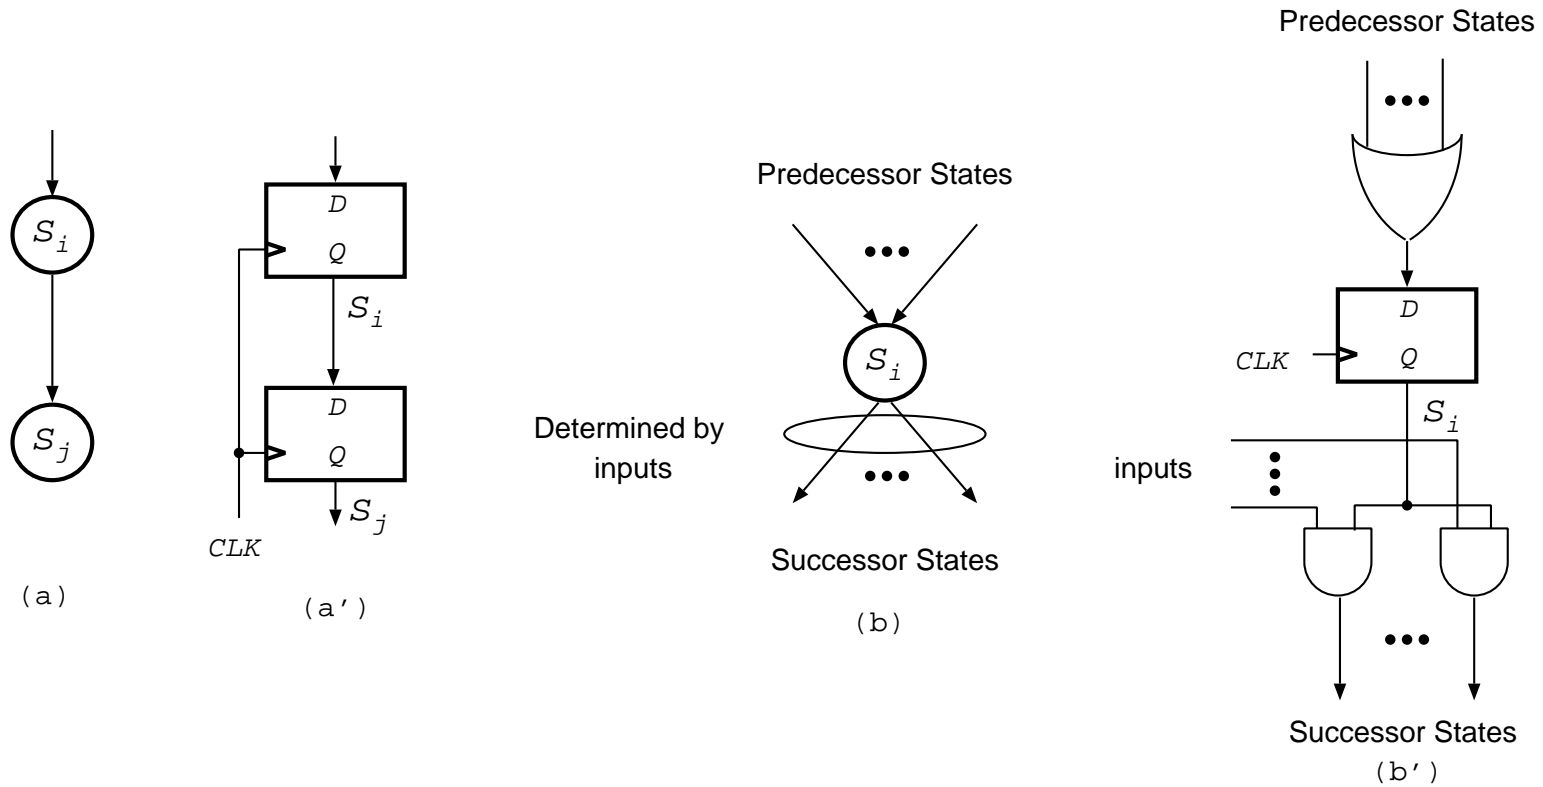 S_i
S_j
(a)
D
Q
S_i
D
Q
S_j
CLK
(a')
Predecessor States
S_i
Determined by
inputs
Successor States
(b)
Predecessor States
D
CLK
Q
S_i
inputs
Successor States
(b')